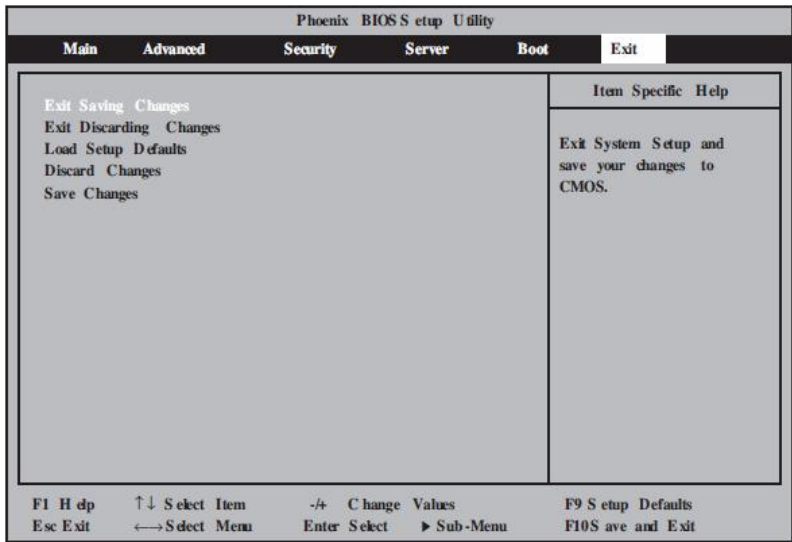 Phoenix BIOS Setup Utility
Main Advanced Security Server Boot Exit
Exit Saving Changes
Exit Discarding Changes
Load Setup Defaults
Discard Changes
Save Changes
Item Specific Help
Exit System Setup and
save your changes to
CMOS.
F1 Help ↑↓ Select Item -/+ Change Values F9 Setup Defaults
Esc Exit ←→ Select Menu Enter Select ▶ Sub-Menu F10 Save and Exit